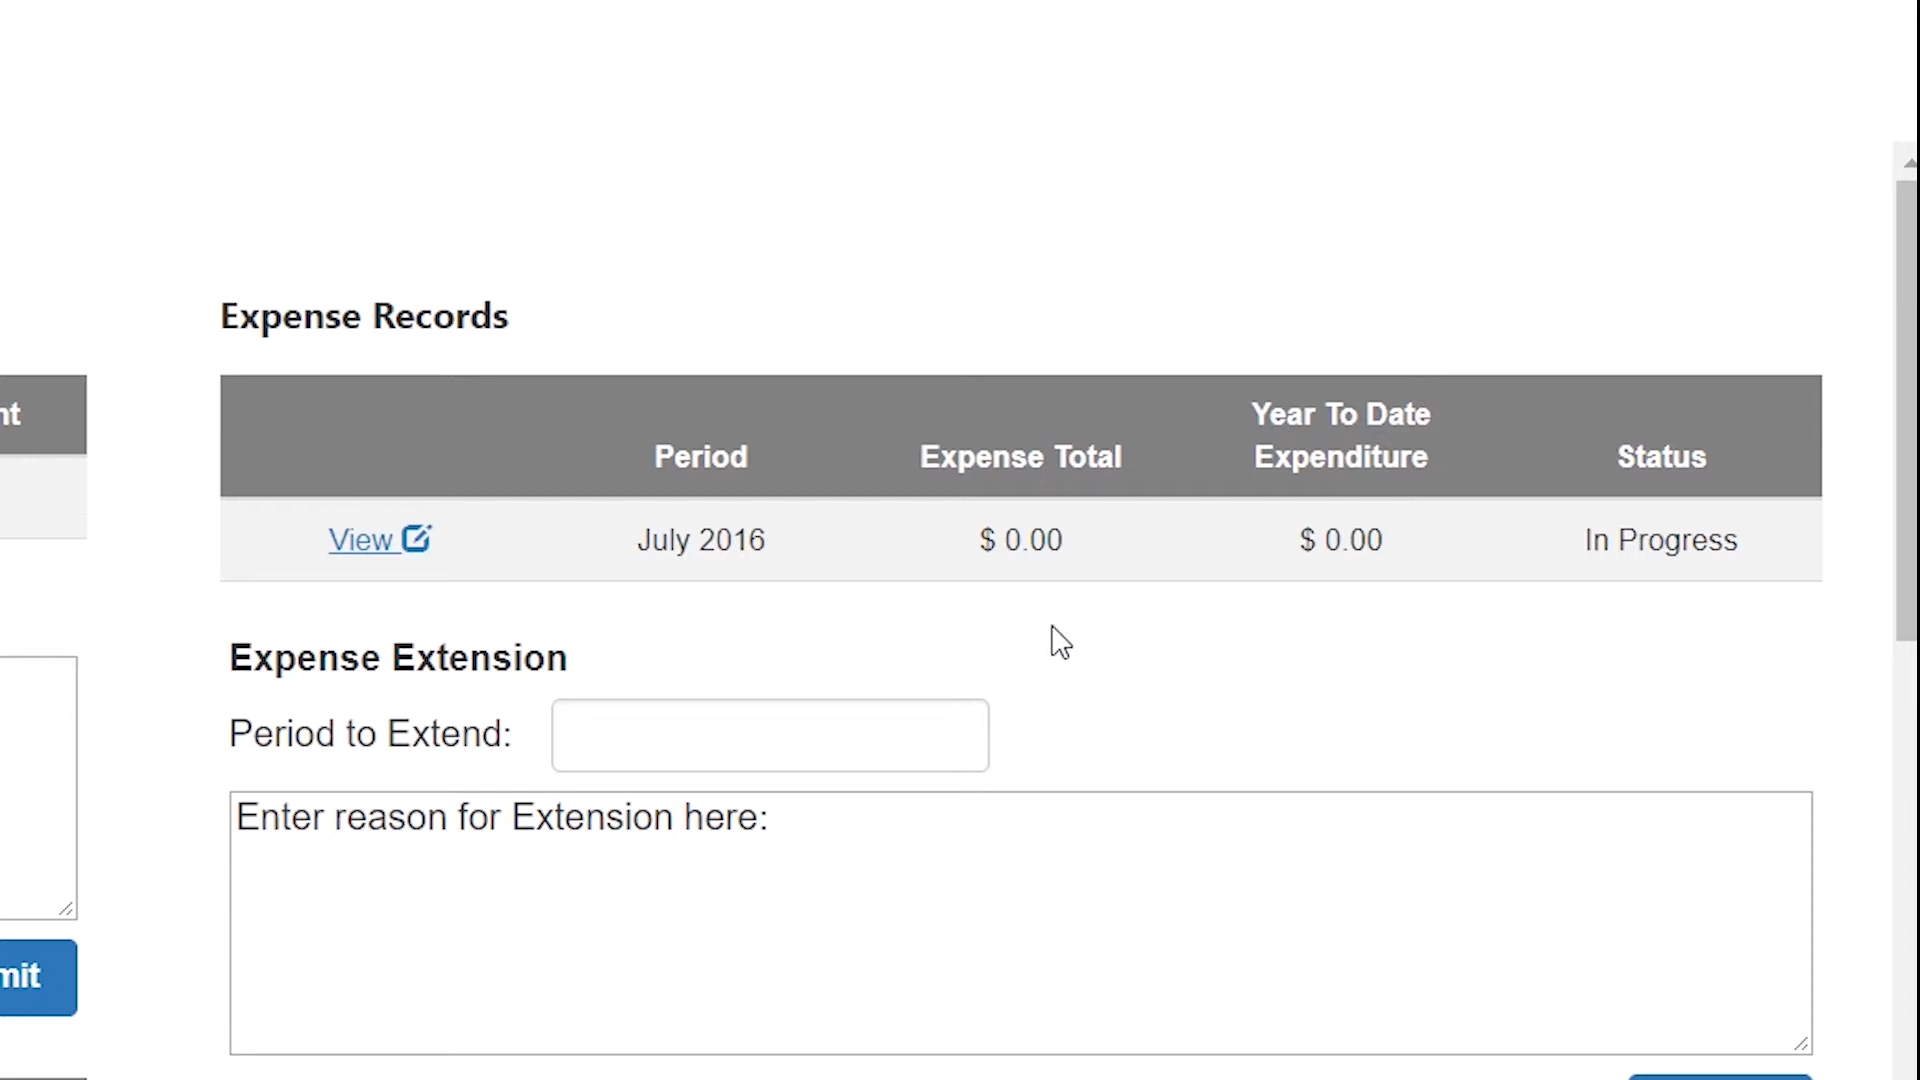 Expense Records
nt
Year To Date
Period Expense Total Expenditure Status
View July 2016 $ 0.00 $ 0.00 In Progress
Expense Extension
Period to Extend:
Enter reason for Extension here:
mit